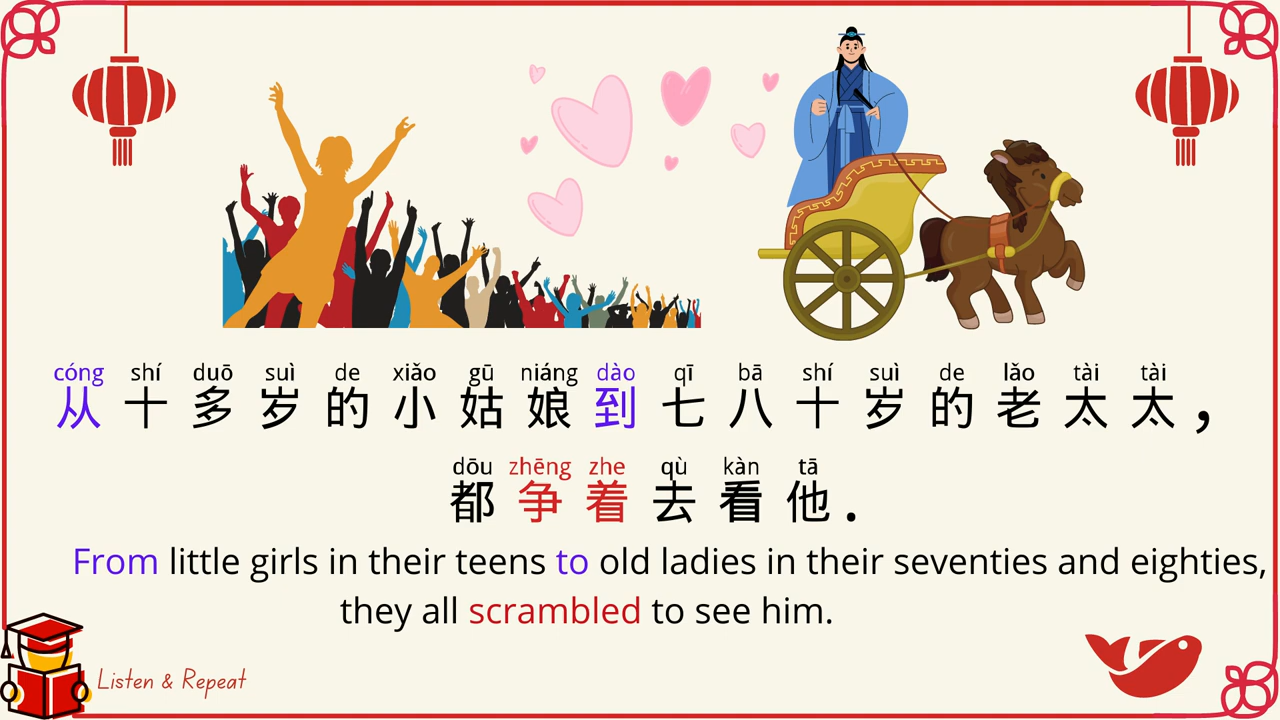 cóng shí duō suì de xiǎo gū niáng dào qī bā shí suì de lǎo tài tài
从十多岁的小姑娘到七八十岁的老太太，
dōu zhēng zhe qù kàn tā
都争着去看他.
From little girls in their teens to old ladies in their seventies and eighties,
they all scrambled to see him.
Listen & Repeat